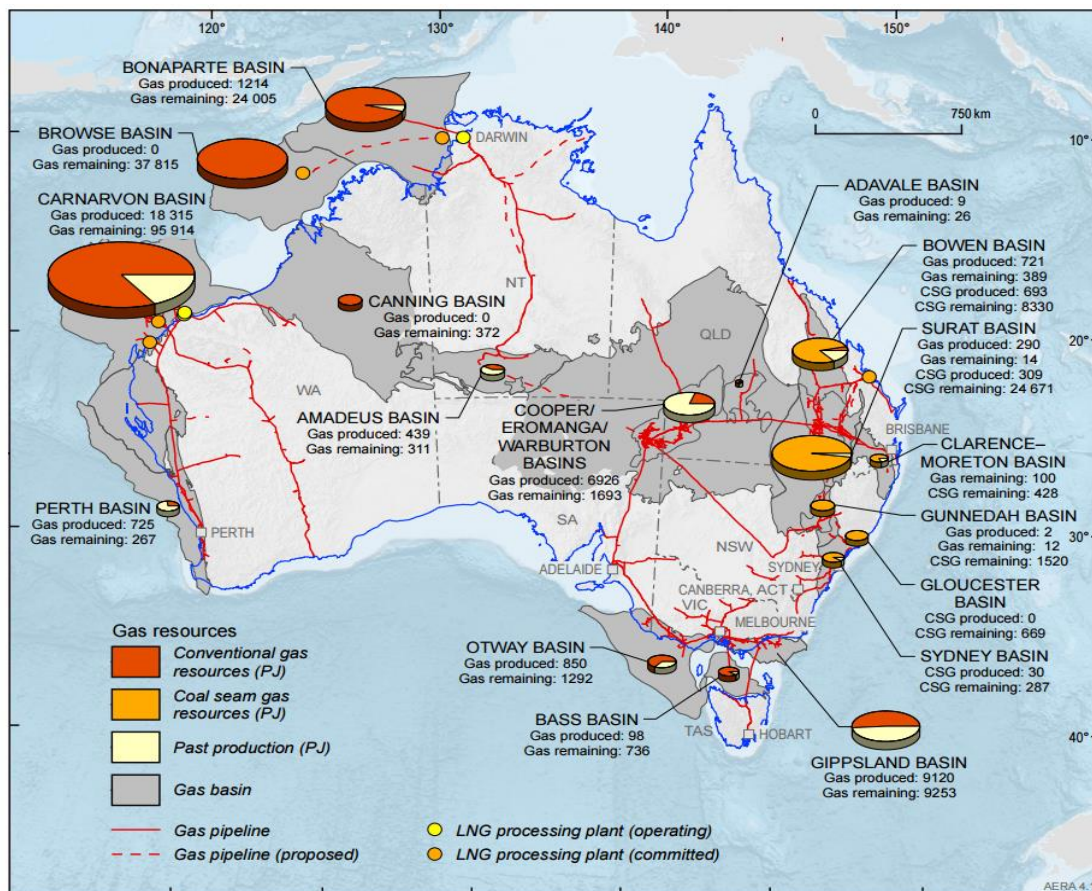 120°
130°
140°
150°
BONAPARTE BASIN
Gas produced: 1214
Gas remaining: 24 005
0
750 km
DARWIN
10°
BROWSE BASIN
Gas produced: 0
Gas remaining: 37 815
CARNARVON BASIN
Gas produced: 18 315
Gas remaining: 95 914
ADAVALE BASIN
Gas produced: 9
Gas remaining: 26
BOWEN BASIN
Gas produced: 721
Gas remaining: 389
CSG produced: 693
CSG remaining: 8330
NT
CANNING BASIN
Gas produced: 0
Gas remaining: 372
QLD
20°
SURAT BASIN
Gas produced: 290
Gas remaining: 14
CSG produced: 309
CSG remaining: 24 671
WA
AMADEUS BASIN
Gas produced: 439
Gas remaining: 311
COOPER/
EROMANGA/
WARBURTON
BASINS
Gas produced: 6926
Gas remaining: 1693
BRISBANE
CLARENCE–
MORETON BASIN
Gas remaining: 100
CSG remaining: 428
PERTH BASIN
Gas produced: 725
Gas remaining: 267
PERTH
SA
GUNNEDAH BASIN
Gas produced: 2
Gas remaining: 12
CSG remaining: 1520
30°
NSW
ADELAIDE
SYDNEY
CANBERRA, ACT
VIC
MELBOURNE
GLOUCESTER
BASIN
CSG produced: 0
CSG remaining: 669
SYDNEY BASIN
CSG produced: 30
CSG remaining: 287
OTWAY BASIN
Gas produced: 850
Gas remaining: 1292
BASS BASIN
Gas produced: 98
Gas remaining: 736
TAS
HOBART
40°
GIPPSLAND BASIN
Gas produced: 9120
Gas remaining: 9253
Gas resources
Conventional gas
resources (PJ)
Coal seam gas
resources (PJ)
Past production (PJ)
Gas basin
Gas pipeline
Gas pipeline (proposed)
LNG processing plant (operating)
LNG processing plant (committed)
AERA 4.